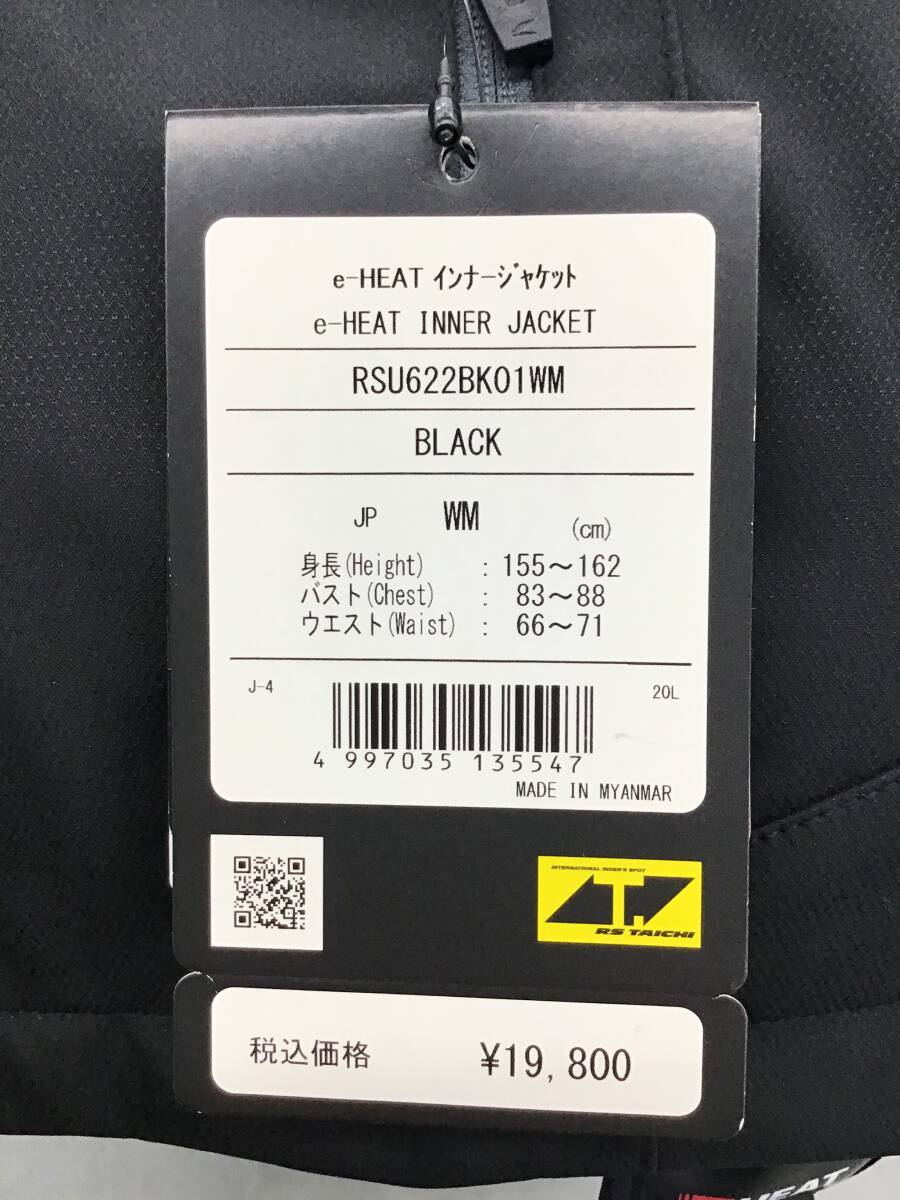 e-HEAT ｲﾝﾅｰｼﾞｬｹｯﾄ
e-HEAT INNER JACKET
RSU622BK01WM
BLACK
JP WM (cm)
身長(Height) : 155～162
バスト(Chest) : 83～88
ウエスト(Waist) : 66～71
J-4 20L
4 997035 135547
MADE IN MYANMAR
INTERNATIONAL RIDER'S SPOT
RS TAICHI
税込価格 ¥19,800
HEAT